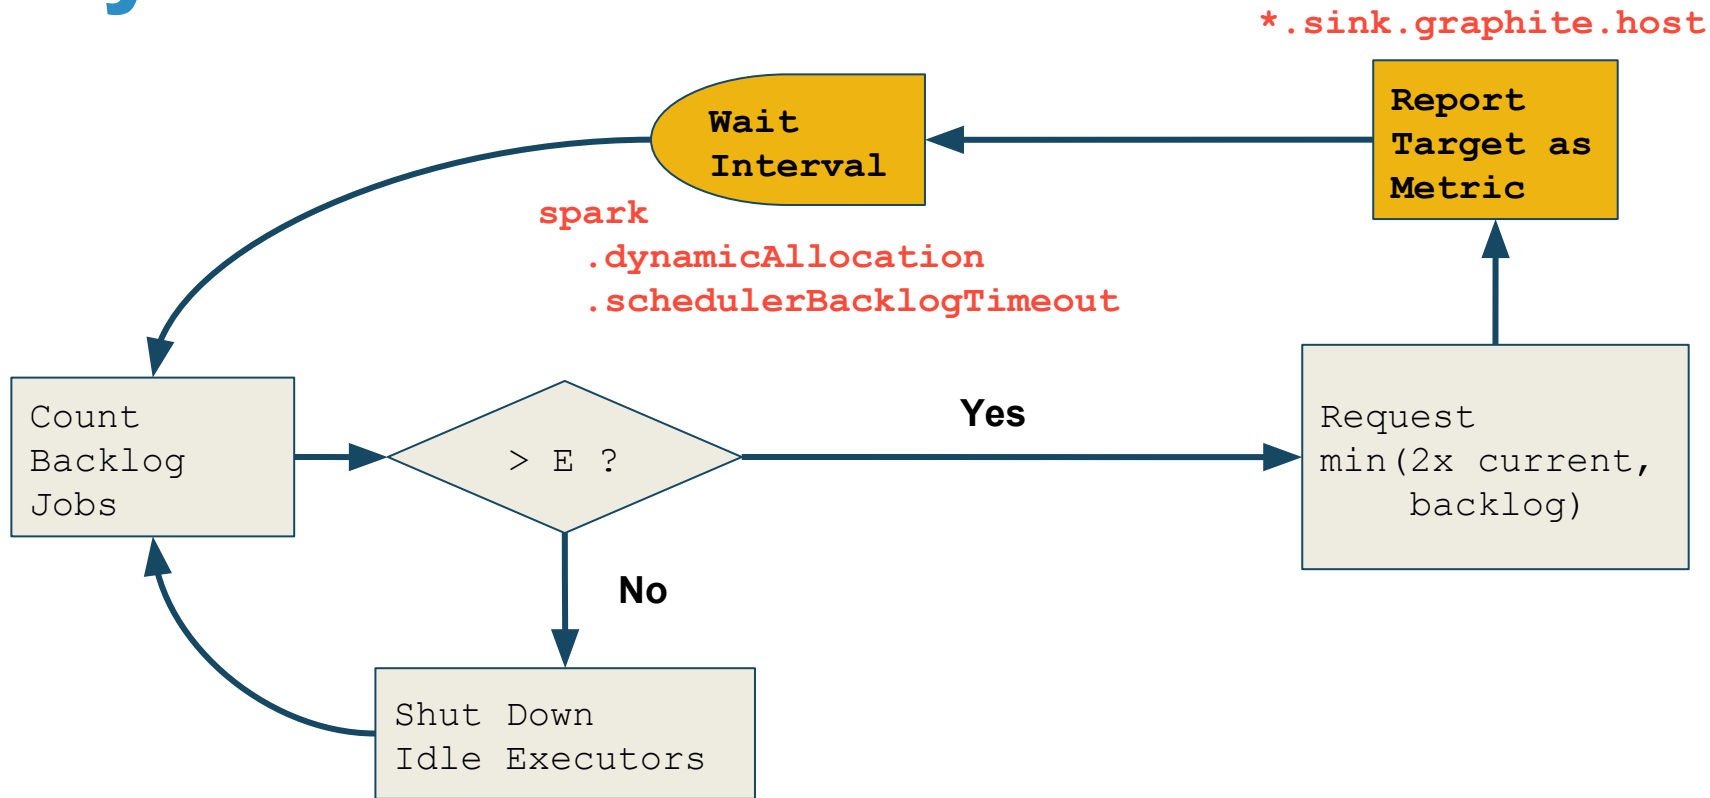 *.sink.graphite.host
Report
Target as
Metric
Wait
Interval
spark
.dynamicAllocation
.schedulerBacklogTimeout
Count
Backlog
Jobs
> E ?
Yes
Request
min(2x current,
backlog)
No
Shut Down
Idle Executors